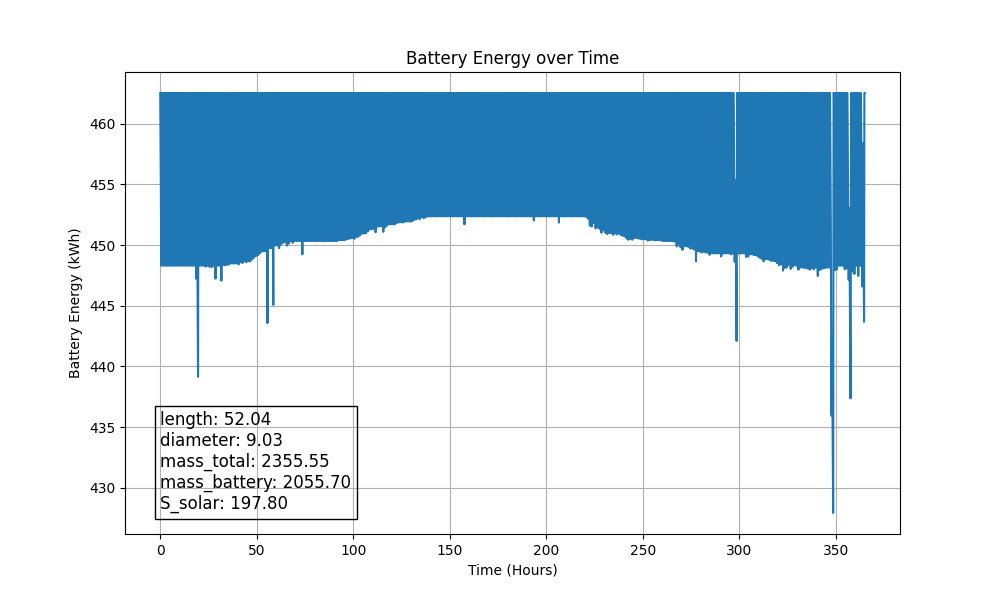 Battery Energy over Time
Battery Energy (kWh)
460
455
450
445
440
435
430
length: 52.04
diameter: 9.03
mass_total: 2355.55
mass_battery: 2055.70
S_solar: 197.80
0 50 100 150 200 250 300 350
Time (Hours)